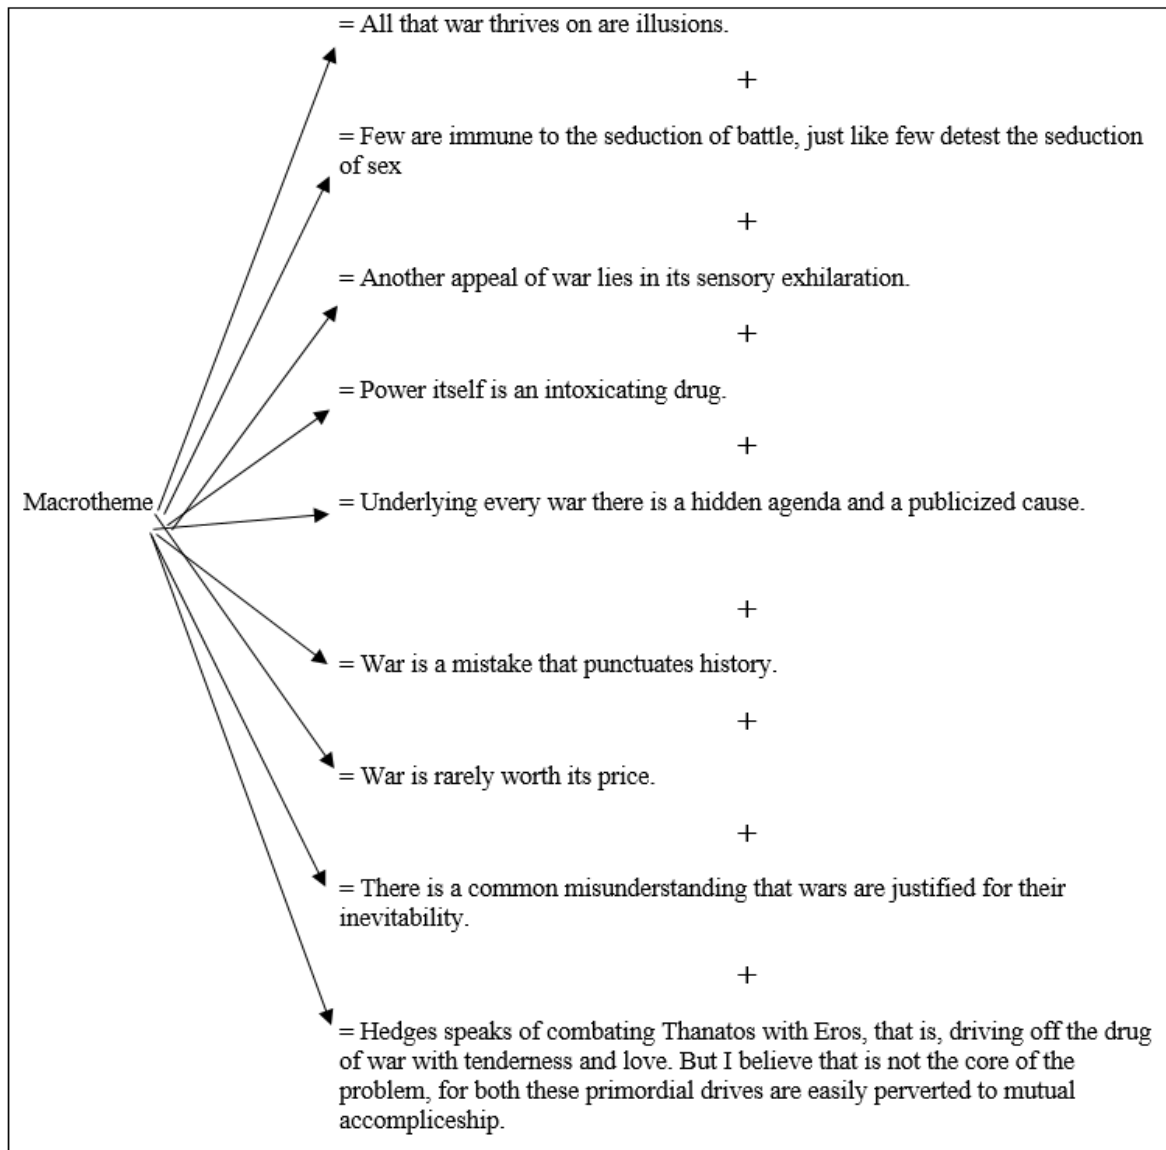 = All that war thrives on are illusions.
+
= Few are immune to the seduction of battle, just like few detest the seduction
of sex
+
= Another appeal of war lies in its sensory exhilaration.
+
= Power itself is an intoxicating drug.
+
Macrotheme
= Underlying every war there is a hidden agenda and a publicized cause.
+
= War is a mistake that punctuates history.
+
= War is rarely worth its price.
+
= There is a common misunderstanding that wars are justified for their
inevitability.
+
= Hedges speaks of combating Thanatos with Eros, that is, driving off the drug
of war with tenderness and love. But I believe that is not the core of the
problem, for both these primordial drives are easily perverted to mutual
accompliceship.